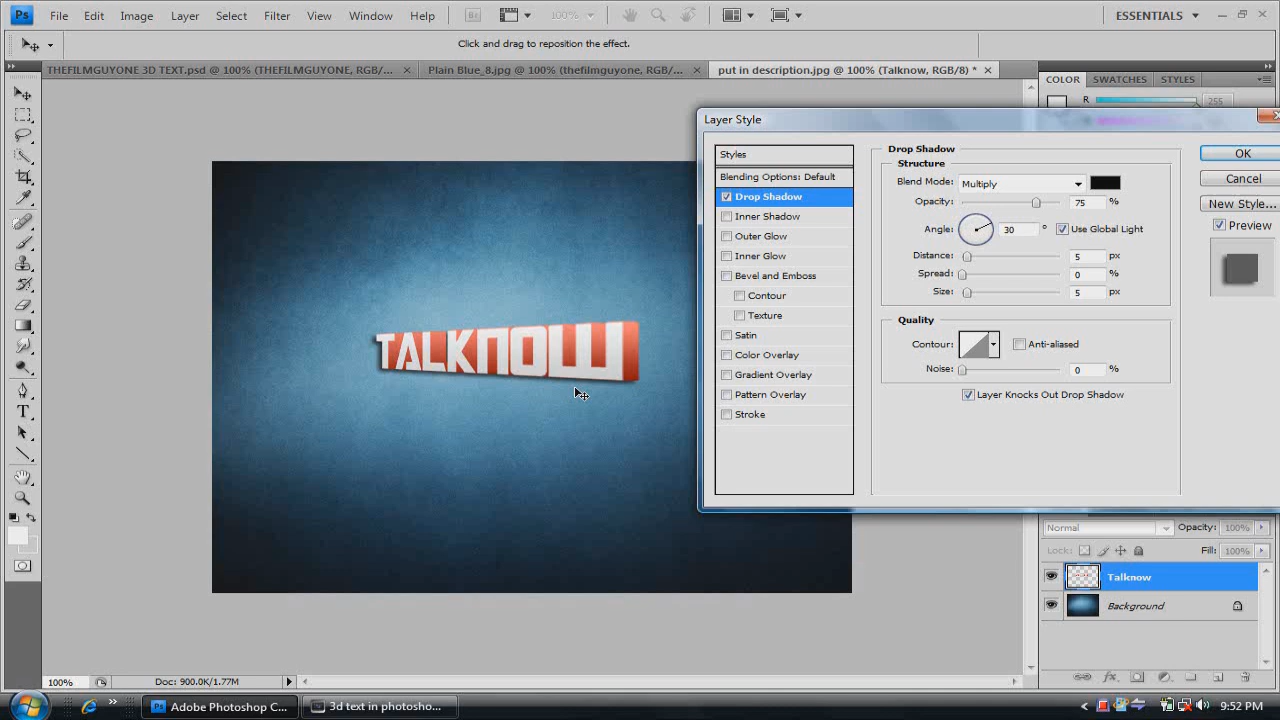 Ps File Edit Image Layer Select Filter View Window Help Br 100% ESSENTIALS
Click and drag to reposition the effect.
THEFILMGUYONE 3D TEXT.psd @ 100% (THEFILMGUYONE, RGB/... Plain Blue_8.jpg @ 100% (thefilmguyone, RGB/... put in description.jpg @ 100% (Talknow, RGB/8) *
COLOR SWATCHES STYLES
R 255
Layer Style
Styles
Blending Options: Default
Drop Shadow
Inner Shadow
Outer Glow
Inner Glow
Bevel and Emboss
Contour
Texture
Satin
Color Overlay
Gradient Overlay
Pattern Overlay
Stroke
Drop Shadow
Structure
Blend Mode: Multiply
Opacity: 75 %
Angle: 30 ° Use Global Light
Distance: 5 px
Spread: 0 %
Size: 5 px
Quality
Contour: Anti-aliased
Noise: 0 %
Layer Knocks Out Drop Shadow
OK
Cancel
New Style...
Preview
TALKNOW
Normal Opacity: 100%
Lock: Fill: 100%
Talknow
Background
100% Doc: 900.0K/1.77M
Adobe Photoshop C... 3d text in photosho... 9:52 PM